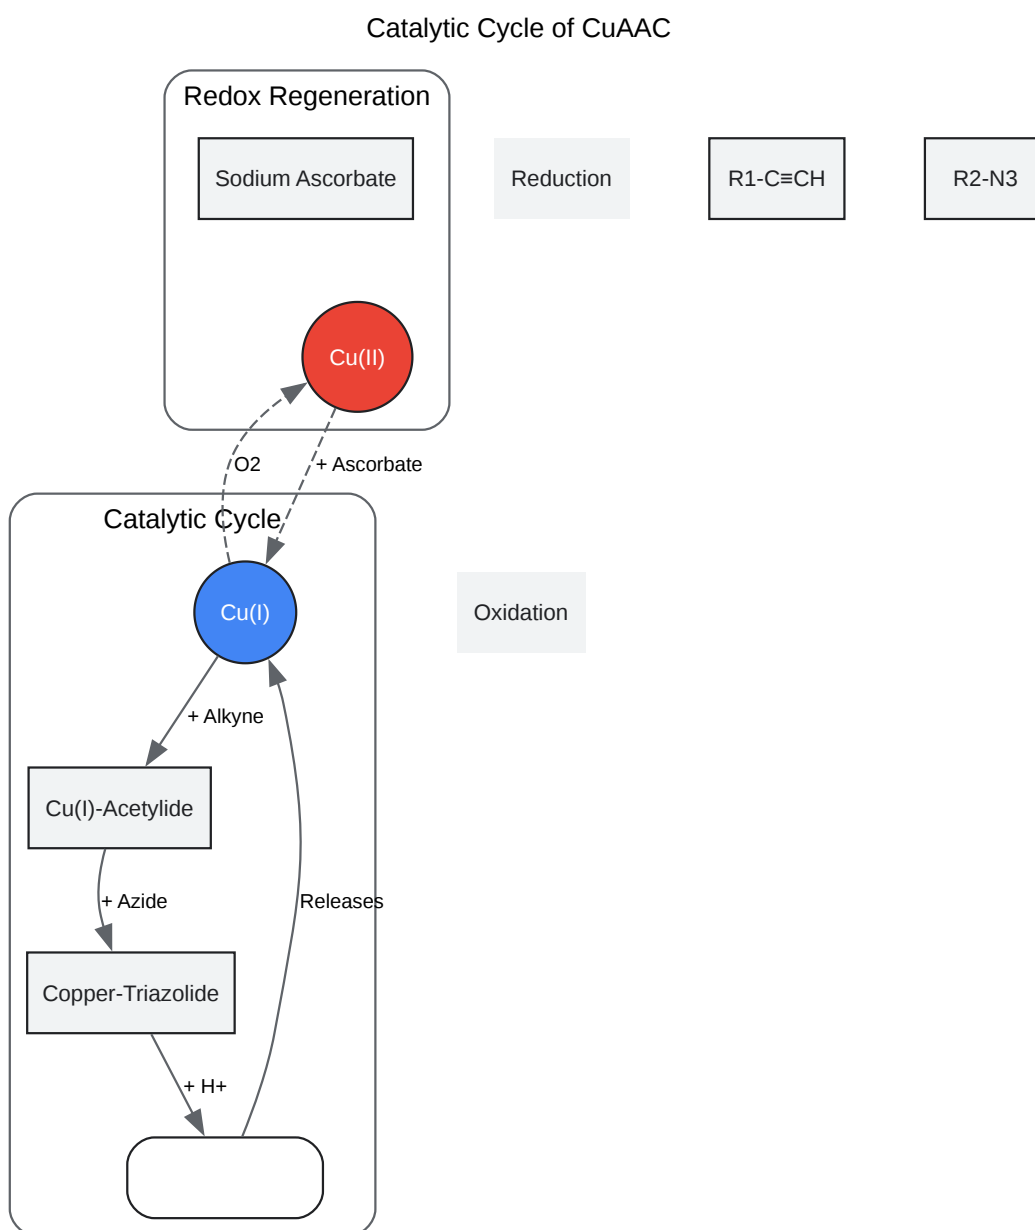 Catalytic Cycle of CuAAC
Redox Regeneration
Sodium Ascorbate
Reduction
R1-C≡CH
R2-N3
Cu(II)
O2
+ Ascorbate
Catalytic Cycle
Cu(I)
Oxidation
+ Alkyne
Cu(I)-Acetylide
+ Azide
Releases
Copper-Triazolide
+ H+